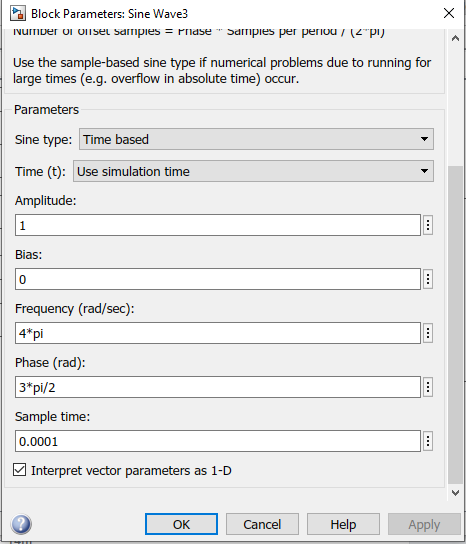 Block Parameters: Sine Wave3
Number of offset samples = Phase * Samples per period / (2*pi)
Use the sample-based sine type if numerical problems due to running for
large times (e.g. overflow in absolute time) occur.
Parameters
Sine type: Time based
Time (t): Use simulation time
Amplitude:
1
Bias:
0
Frequency (rad/sec):
4*pi
Phase (rad):
3*pi/2
Sample time:
0.0001
Interpret vector parameters as 1-D
OK Cancel Help Apply